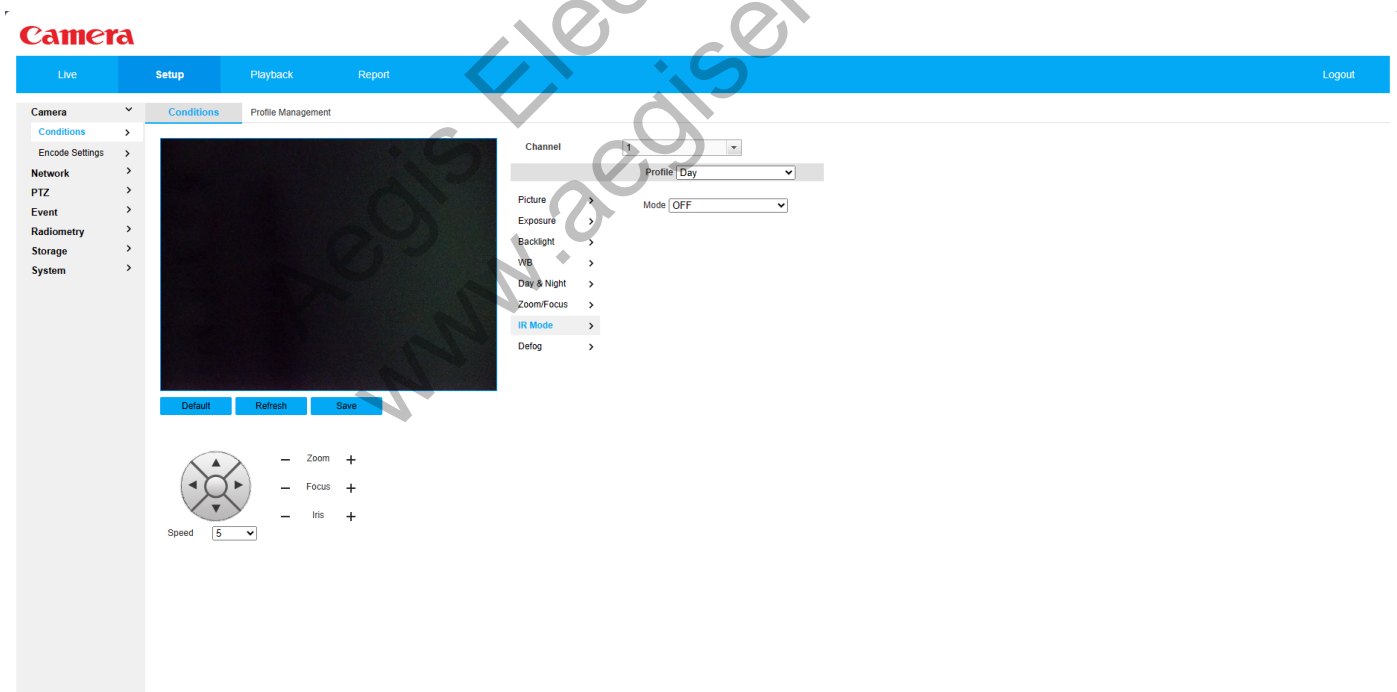 Camera
Live Setup Playback Report Logout
Camera
Conditions
Encode Settings
Network
PTZ
Event
Radiometry
Storage
System
Conditions Profile Management
Channel 1
Profile Day
Picture
Exposure
Backlight
WB
Day & Night
Zoom/Focus
IR Mode
Defog
Mode OFF
Default Refresh Save
Zoom
Focus
Iris
Speed 5
Aegis Elec
www.aegisel